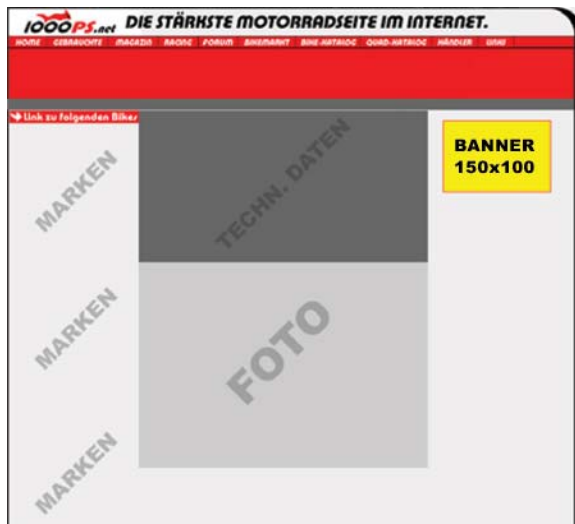 1000PS.net DIE STÄRKSTE MOTORRADSEITE IM INTERNET.
HOME GEBRAUCHTE MAGAZIN RACING FORUM BIKEMARKT BIKE-KATALOG QUAD-KATALOG HÄNDLER LINKS
Link zu folgenden Bikes
MARKEN
TECHN. DATEN
BANNER
150x100
MARKEN
FOTO
MARKEN